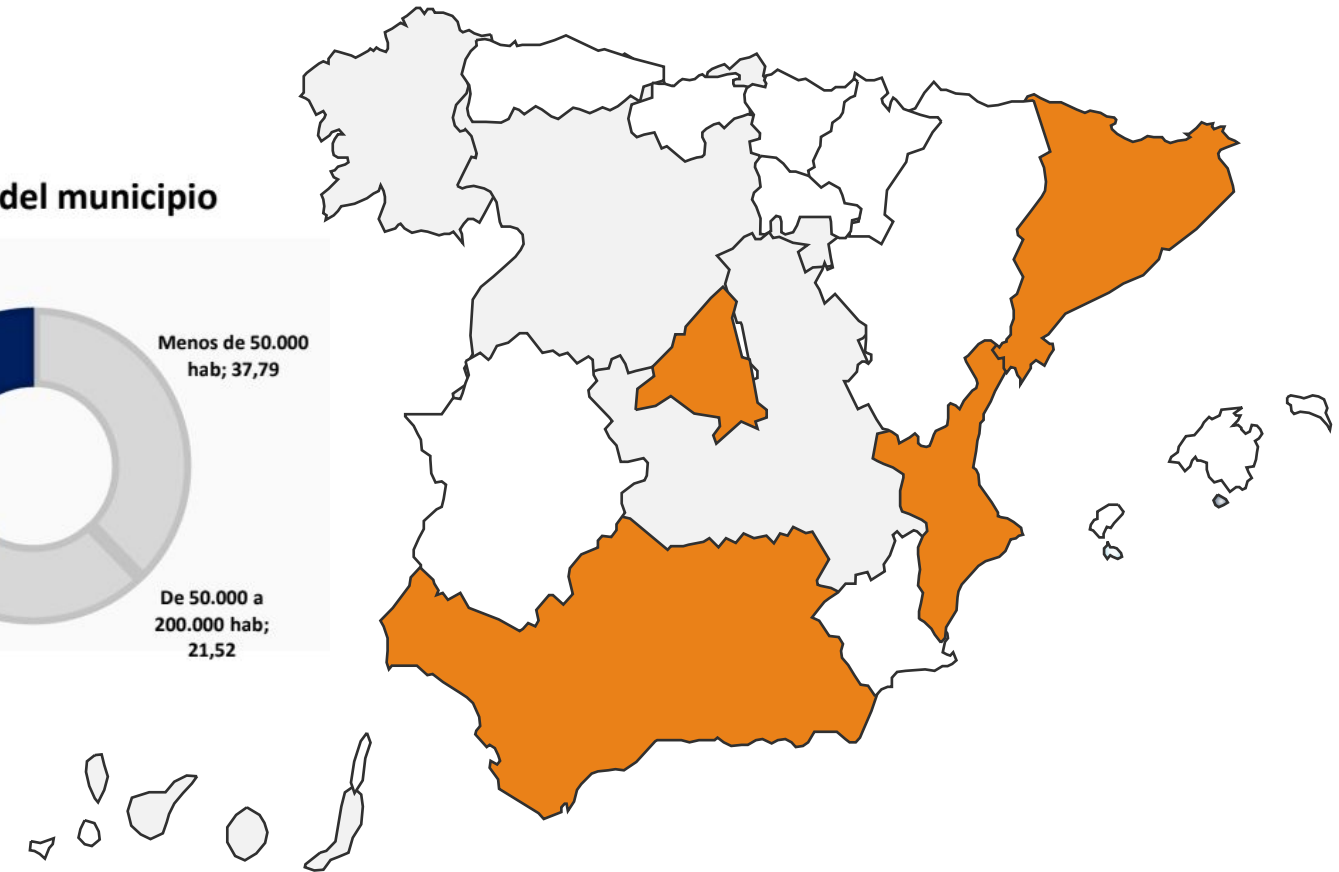 del municipio
Menos de 50.000
hab; 37,79
De 50.000 a
200.000 hab;
21,52